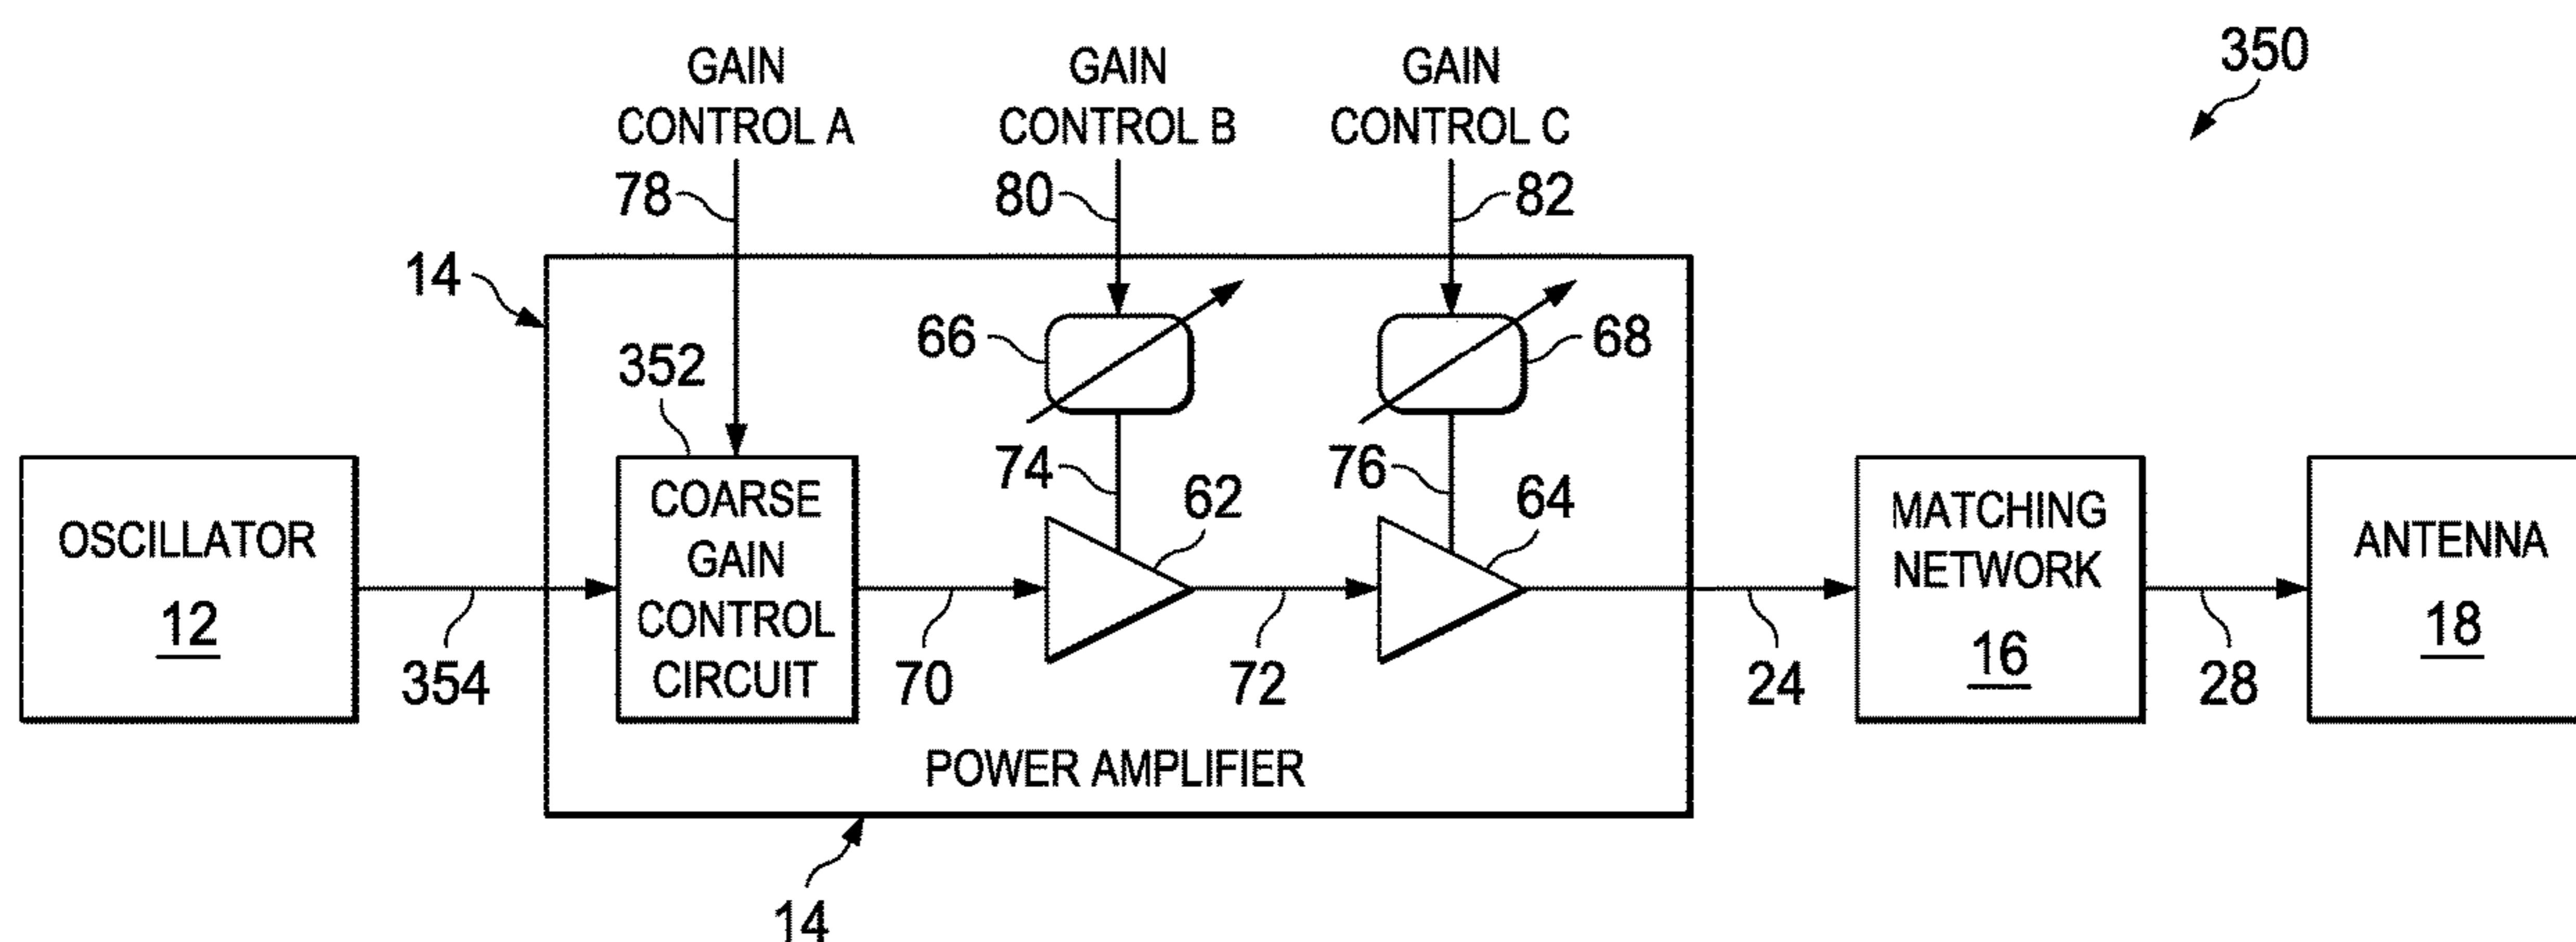 350
GAIN
CONTROL A
GAIN
CONTROL B
GAIN
CONTROL C
78
80
82
14
66
68
352
74
76
62
64
OSCILLATOR
12
COARSE
GAIN
CONTROL
CIRCUIT
MATCHING
NETWORK
16
ANTENNA
18
354
70
72
24
28
POWER AMPLIFIER
14